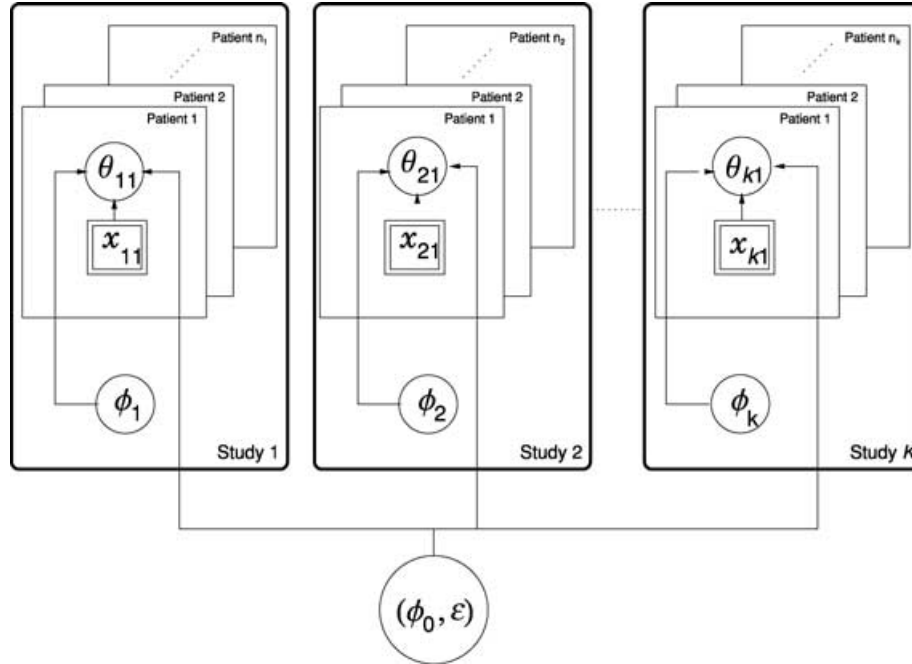 Patient n₁
Patient 2
Patient 1
θ₁₁
x₁₁
ϕ₁
Study 1
Patient n₂
Patient 2
Patient 1
θ₂₁
x₂₁
ϕ₂
Study 2
Patient nₖ
Patient 2
Patient 1
θₖ₁
xₖ₁
ϕₖ
Study K
(ϕ₀, ε)